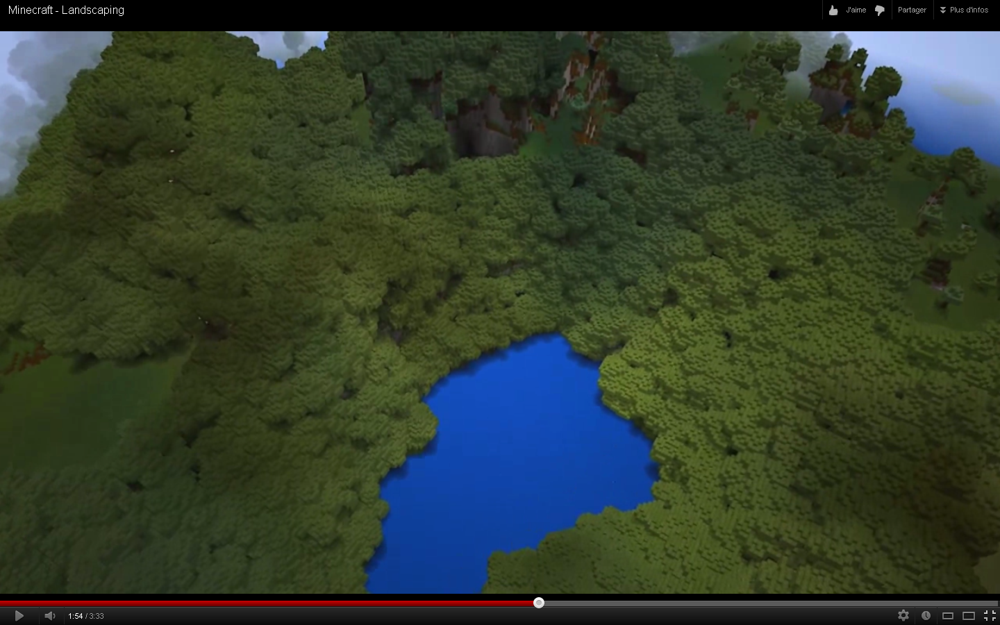 Minecraft - Landscaping
J'aime
Partager
Plus d'infos
1:54 / 3:33